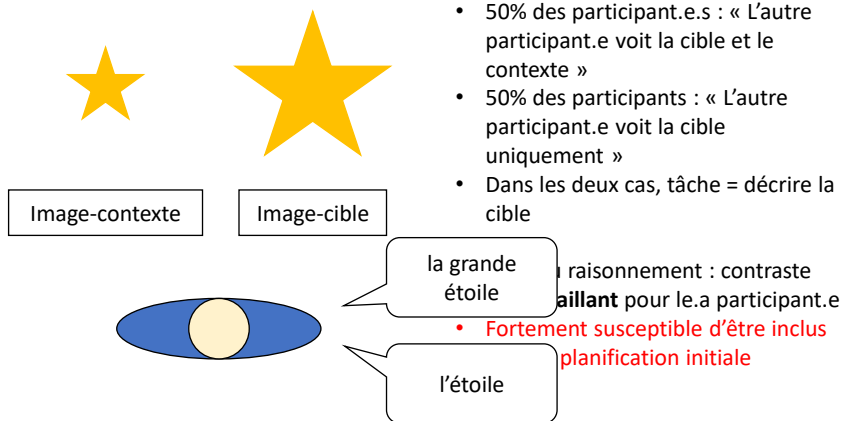 • 50% des participant.e.s : « L’autre
participant.e voit la cible et le
contexte »
• 50% des participants : « L’autre
participant.e voit la cible
uniquement »
• Dans les deux cas, tâche = décrire la
cible
Image-contexte
Image-cible
la grande
étoile
raisonnement : contraste
aillant pour le.a participant.e
• Fortement susceptible d’être inclus
planification initiale
l’étoile